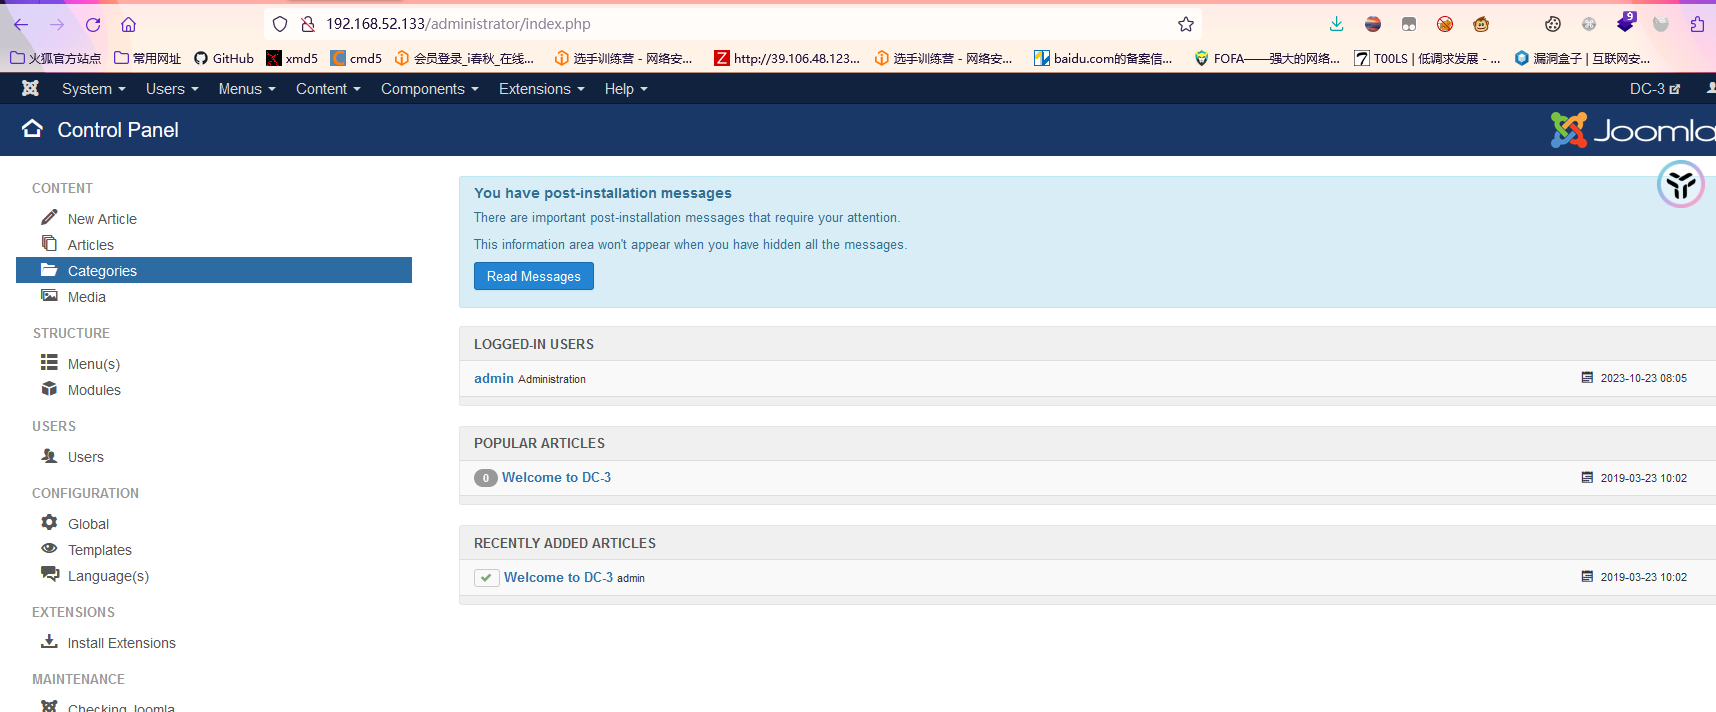 192.168.52.133/administrator/index.php
9
火狐官方站点 常用网址 GitHub xmd5 cmd5 会员登录_i春秋_在线... 选手训练营 - 网络安... http://39.106.48.123... 选手训练营 - 网络安... baidu.com的备案信... FOFA——强大的网络... T00LS | 低调求发展 - ... 漏洞盒子 | 互联网安...
System Users Menus Content Components Extensions Help DC-3
Control Panel Joomla
CONTENT
New Article
Articles
Categories
Media
STRUCTURE
Menu(s)
Modules
USERS
Users
CONFIGURATION
Global
Templates
Language(s)
EXTENSIONS
Install Extensions
MAINTENANCE
Checking Joomla
You have post-installation messages
There are important post-installation messages that require your attention.
This information area won't appear when you have hidden all the messages.
Read Messages
LOGGED-IN USERS
admin Administration 2023-10-23 08:05
POPULAR ARTICLES
0 Welcome to DC-3 2019-03-23 10:02
RECENTLY ADDED ARTICLES
Welcome to DC-3 admin 2019-03-23 10:02